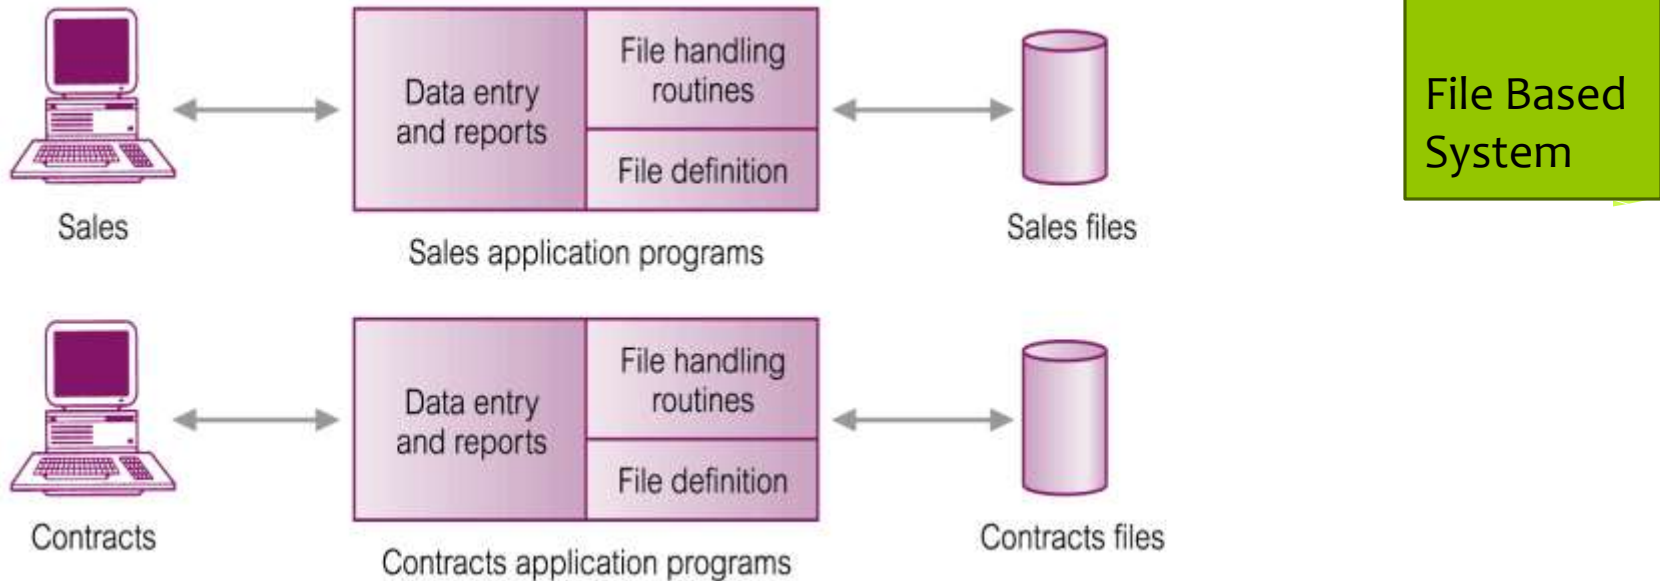 File handling
routines
Data entry
and reports
File definition
Sales
Sales application programs
Sales files
File Based
System
File handling
routines
Data entry
and reports
File definition
Contracts
Contracts application programs
Contracts files